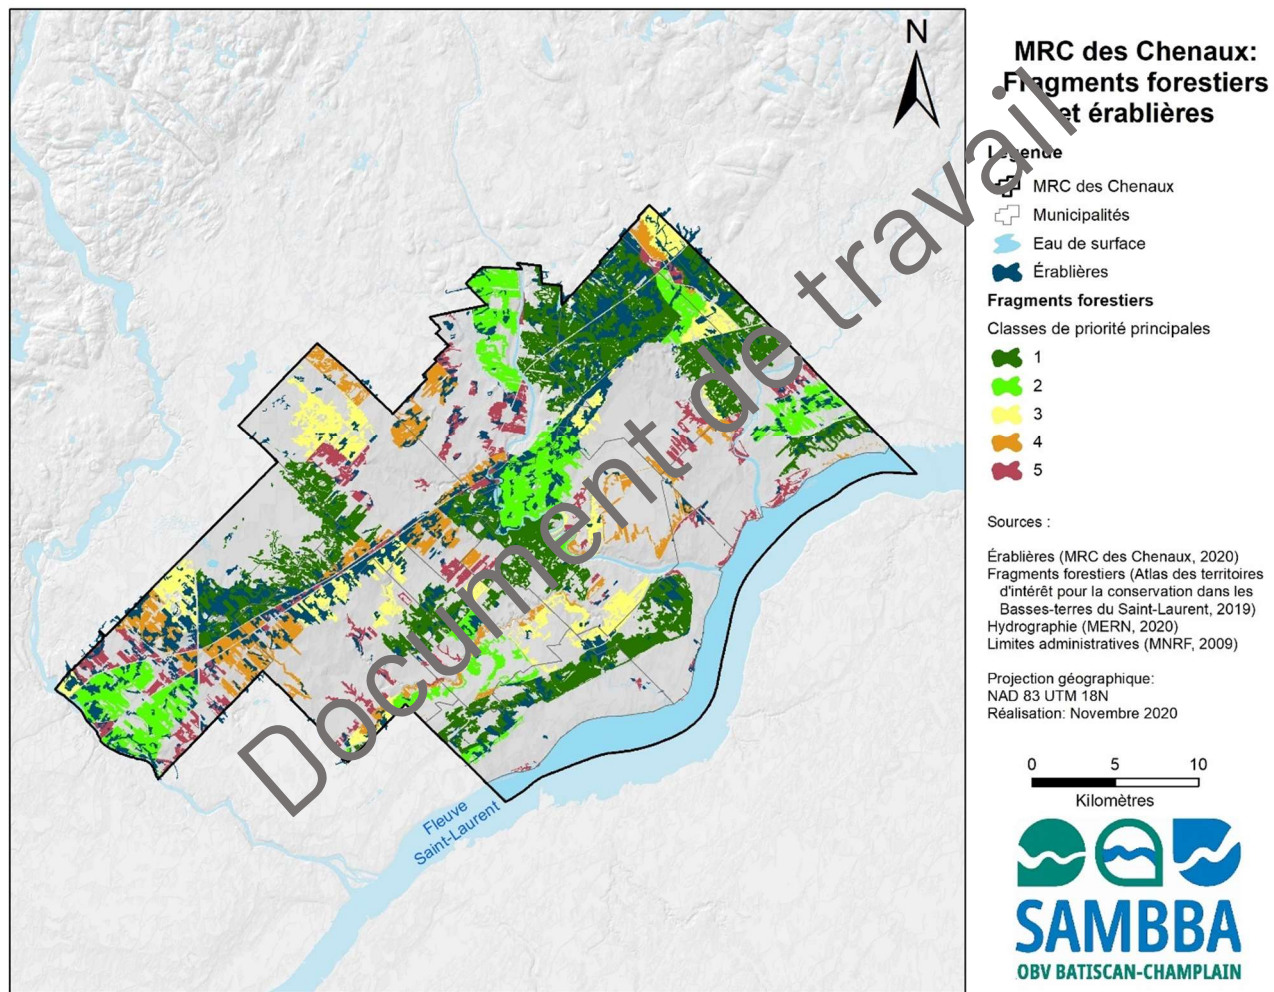 N
MRC des Chenaux:
Fragments forestiers
et érablières
Légende
MRC des Chenaux
Municipalités
Eau de surface
Érablières
Fragments forestiers
Classes de priorité principales
1
2
3
4
5
Sources :
Érablières (MRC des Chenaux, 2020)
Fragments forestiers (Atlas des territoires
d'intérêt pour la conservation dans les
Basses-terres du Saint-Laurent, 2019)
Hydrographie (MERN, 2020)
Limites administratives (MNRF, 2009)
Projection géographique:
NAD 83 UTM 18N
Réalisation: Novembre 2020
0 5 10
Kilomètres
Fleuve
Saint-Laurent
Document de travail
SAMBBA
OBV BATISCAN-CHAMPLAIN